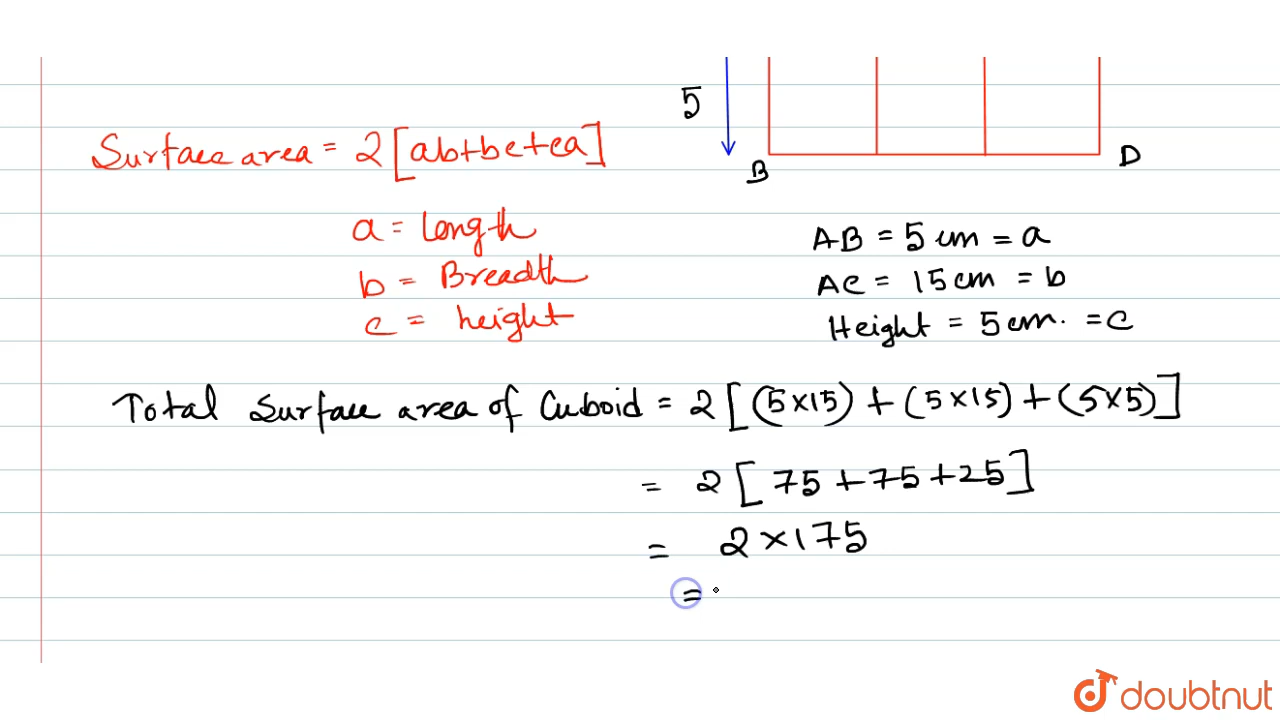 5
B
D
Surface area = 2[ab+bc+ca]
a = Length
b = Breadth
c = height
AB = 5 cm = a
AC = 15 cm = b
Height = 5 cm. = c
Total Surface area of Cuboid = 2[(5×15) + (5×15) + (5×5)]
= 2[75+75+25]
= 2×175
=
doubtnut